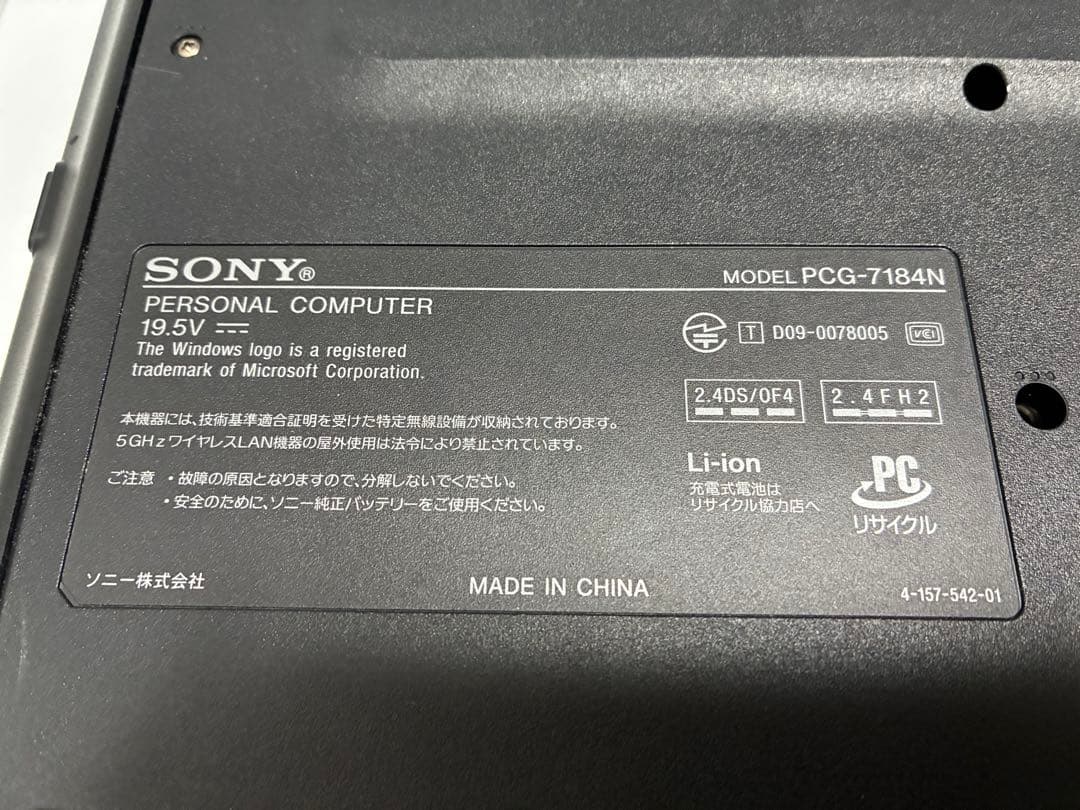 SONY®
MODEL PCG-7184N
PERSONAL COMPUTER
19.5V
The Windows logo is a registered
trademark of Microsoft Corporation.
T D09-0078005 VCI
2.4DS/OF4 2.4FH2
本機器には、技術基準適合証明を受けた特定無線設備が収納されております。
5GHzワイヤレスLAN機器の屋外使用は法令により禁止されています。
ご注意 ・故障の原因となりますので、分解しないでください。
・安全のために、ソニー純正バッテリーをご使用ください。
Li-ion
充電式電池は
リサイクル協力店へ
PC
リサイクル
ソニー株式会社
MADE IN CHINA
4-157-542-01